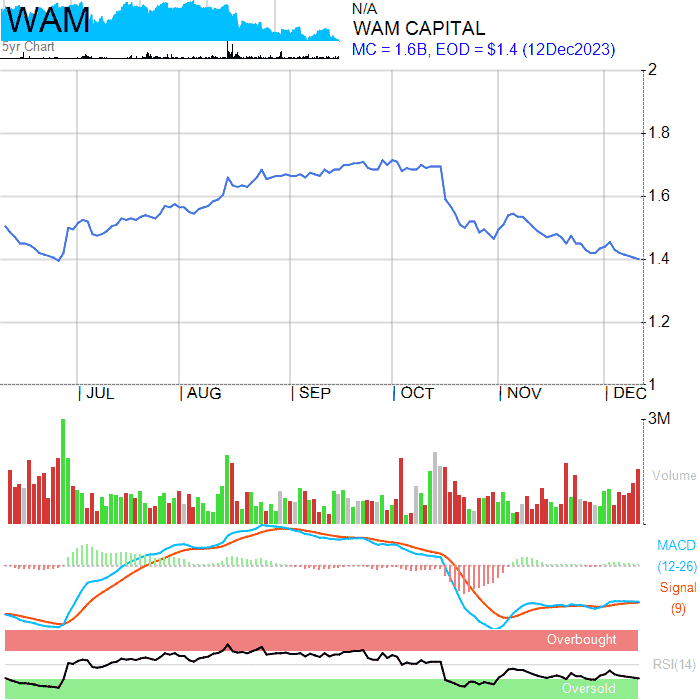 WAM
5yr Chart
N/A
WAM CAPITAL
MC = 1.6B, EOD = $1.4 (12Dec2023)
2
1.8
1.6
1.4
1.2
1
JUL
AUG
SEP
OCT
NOV
DEC
3M
Volume
MACD
(12-26)
Signal
(9)
Overbought
RSI(14)
Oversold